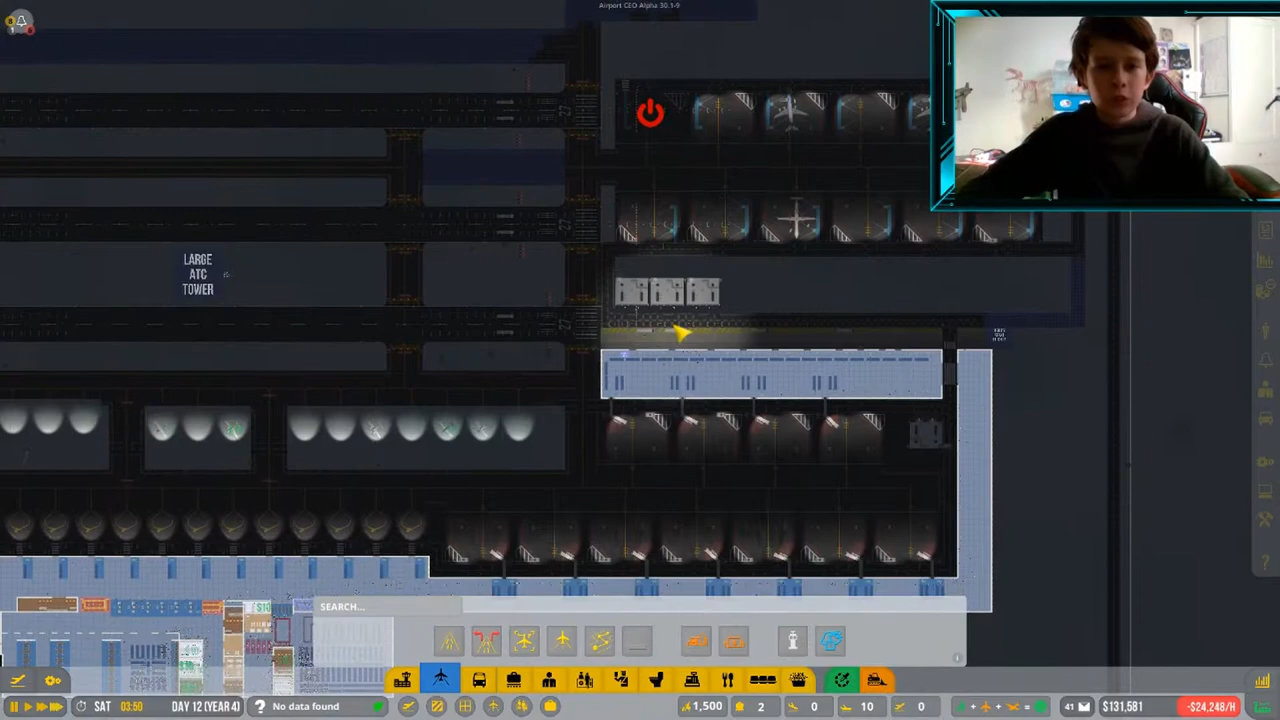 Airport CEO Alpha 30.1-9
LARGE
ATC
TOWER
SEARCH...
SAT
03:50
DAY 12 (YEAR 4)
No data found
1,500
2
0
10
0
41
$131,581
-$24,248/H